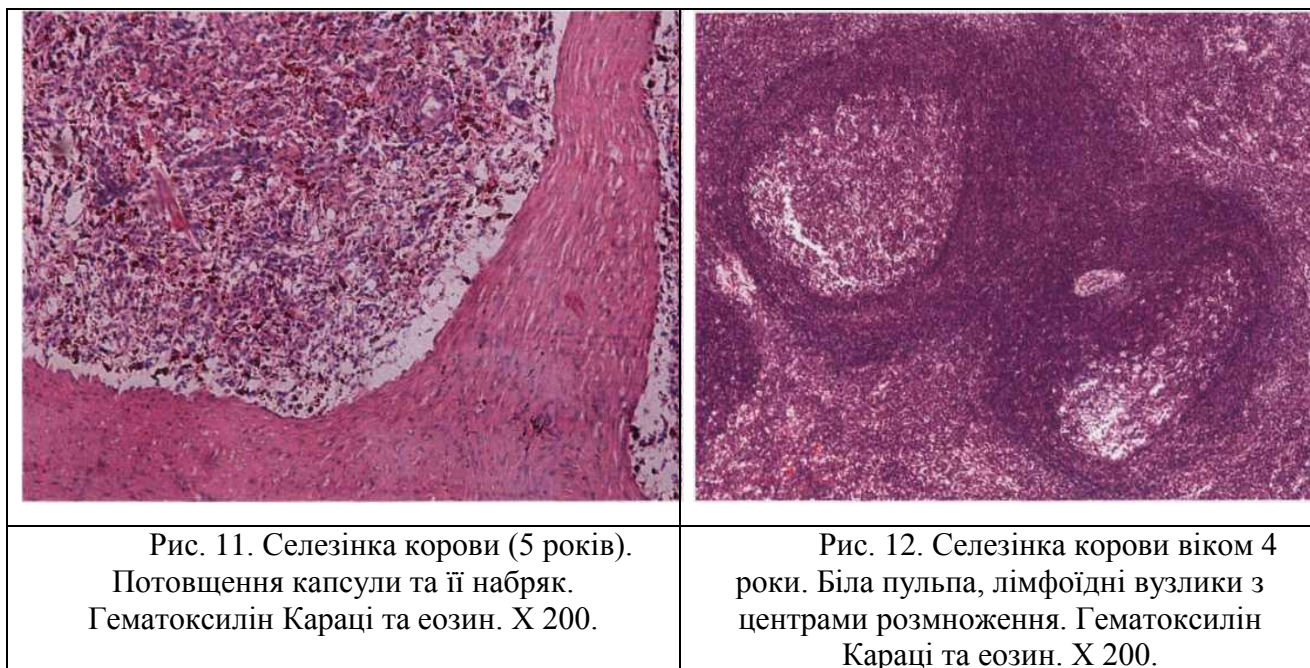 Рис. 11. Селезінка корови (5 років).
Потовщення капсули та її набряк.
Гематоксилін Караці та еозин. Х 200.
Рис. 12. Селезінка корови віком 4
роки. Біла пульпа, лімфоїдні вузлики з
центрами розмноження. Гематоксилін
Караці та еозин. Х 200.